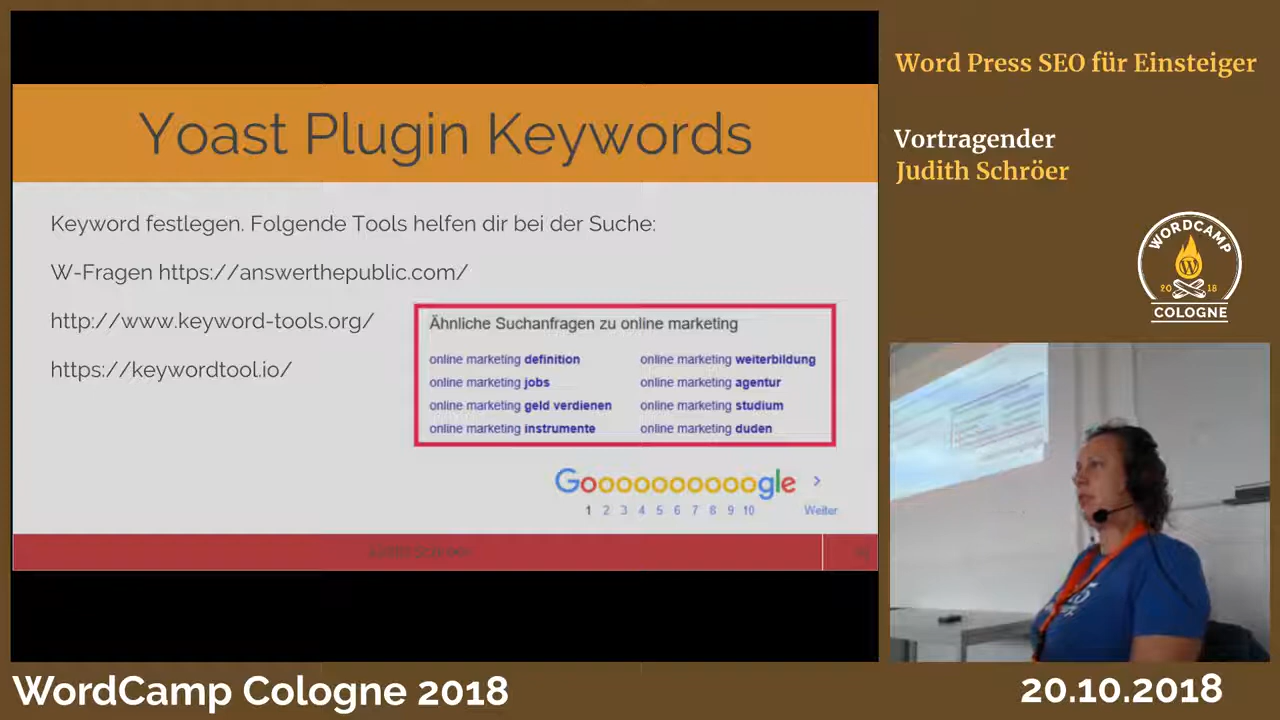 Yoast Plugin Keywords
Keyword festlegen. Folgende Tools helfen dir bei der Suche:
W-Fragen https://answerthepublic.com/
http://www.keyword-tools.org/
https://keywordtool.io/
Ähnliche Suchanfragen zu online marketing
online marketing definition
online marketing weiterbildung
online marketing jobs
online marketing agentur
online marketing geld verdienen
online marketing studium
online marketing instrumente
online marketing duden
Goooooooooogle >
1 2 3 4 5 6 7 8 9 10 Weiter
Judith Schröer
Word Press SEO für Einsteiger
Vortragender
Judith Schröer
WORDCAMP
2018
COLOGNE
WordCamp Cologne 2018
20.10.2018